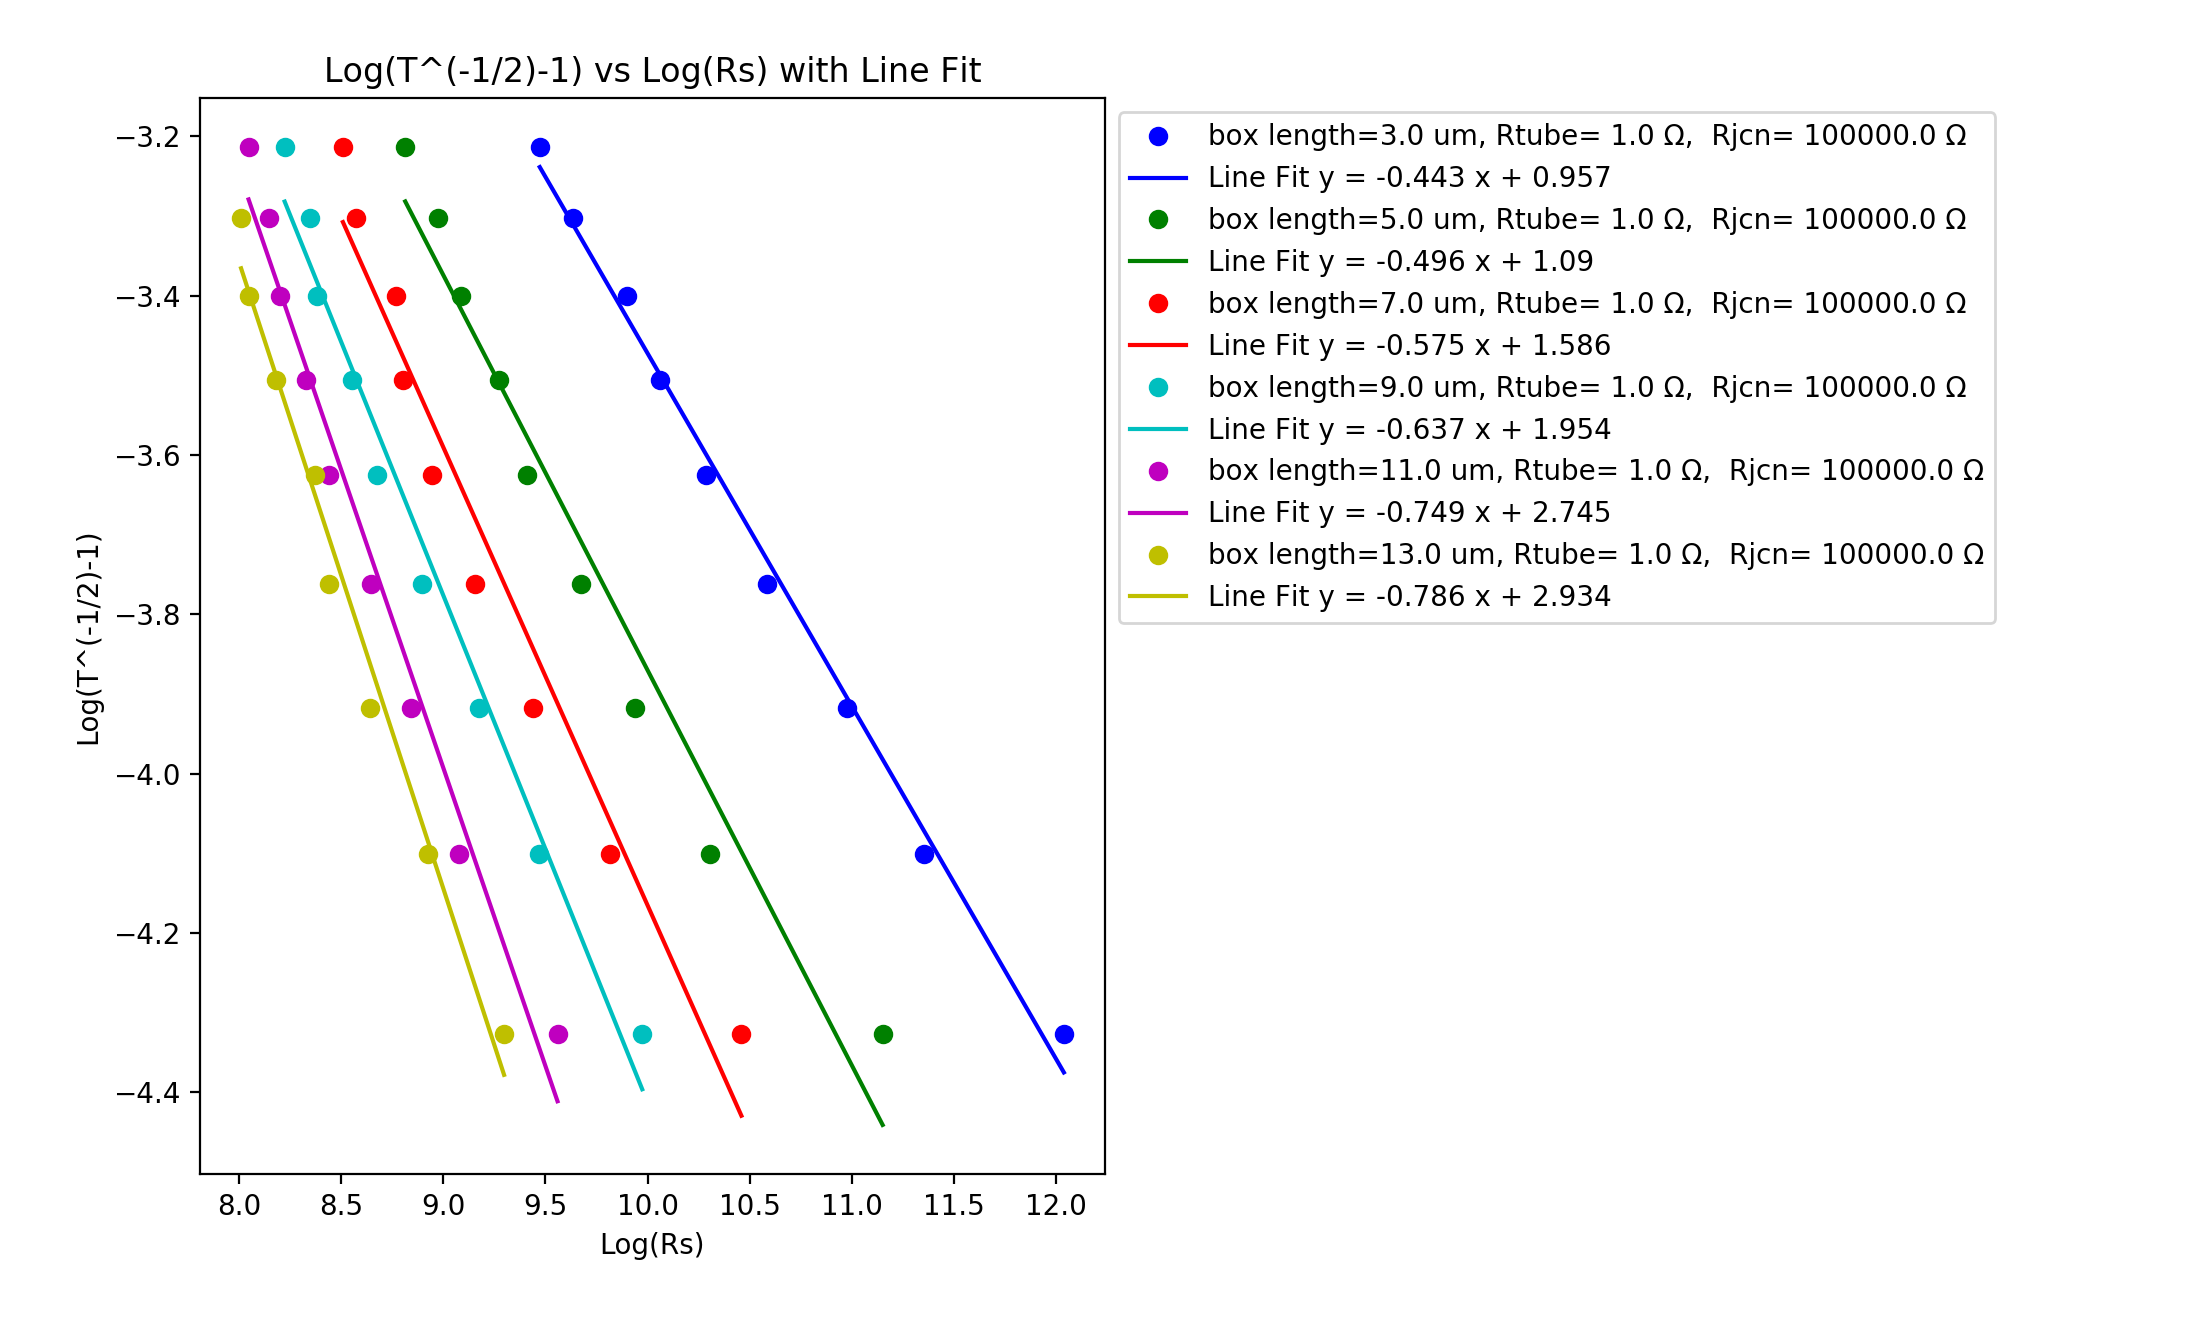 Log(T^(-1/2)-1) vs Log(Rs) with Line Fit
−3.2
−3.4
−3.6
−3.8
−4.0
−4.2
−4.4
Log(T^(-1/2)-1)
8.0 8.5 9.0 9.5 10.0 10.5 11.0 11.5 12.0
Log(Rs)
box length=3.0 um, Rtube= 1.0 Ω,  Rjcn= 100000.0 Ω
Line Fit y = -0.443 x + 0.957
box length=5.0 um, Rtube= 1.0 Ω,  Rjcn= 100000.0 Ω
Line Fit y = -0.496 x + 1.09
box length=7.0 um, Rtube= 1.0 Ω,  Rjcn= 100000.0 Ω
Line Fit y = -0.575 x + 1.586
box length=9.0 um, Rtube= 1.0 Ω,  Rjcn= 100000.0 Ω
Line Fit y = -0.637 x + 1.954
box length=11.0 um, Rtube= 1.0 Ω,  Rjcn= 100000.0 Ω
Line Fit y = -0.749 x + 2.745
box length=13.0 um, Rtube= 1.0 Ω,  Rjcn= 100000.0 Ω
Line Fit y = -0.786 x + 2.934